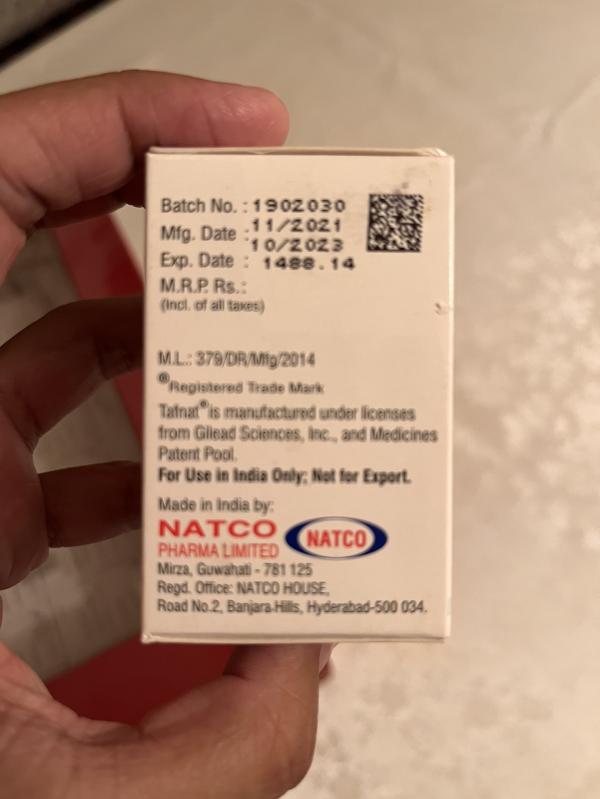 Batch No. : 1902030
Mfg. Date : 11/2021
10/2023
Exp. Date : 1488.14
M.R.P. Rs.:
(Incl. of all taxes)
M.L.: 379/DR/Mfg/2014
®Registered Trade Mark
Tafnat® is manufactured under licenses
from Gilead Sciences, Inc., and Medicines
Patent Pool.
For Use in India Only; Not for Export.
Made in India by:
NATCO
PHARMA LIMITED
NATCO
Mirza, Guwahati - 781 125
Regd. Office: NATCO HOUSE,
Road No.2, Banjara Hills, Hyderabad-500 034.